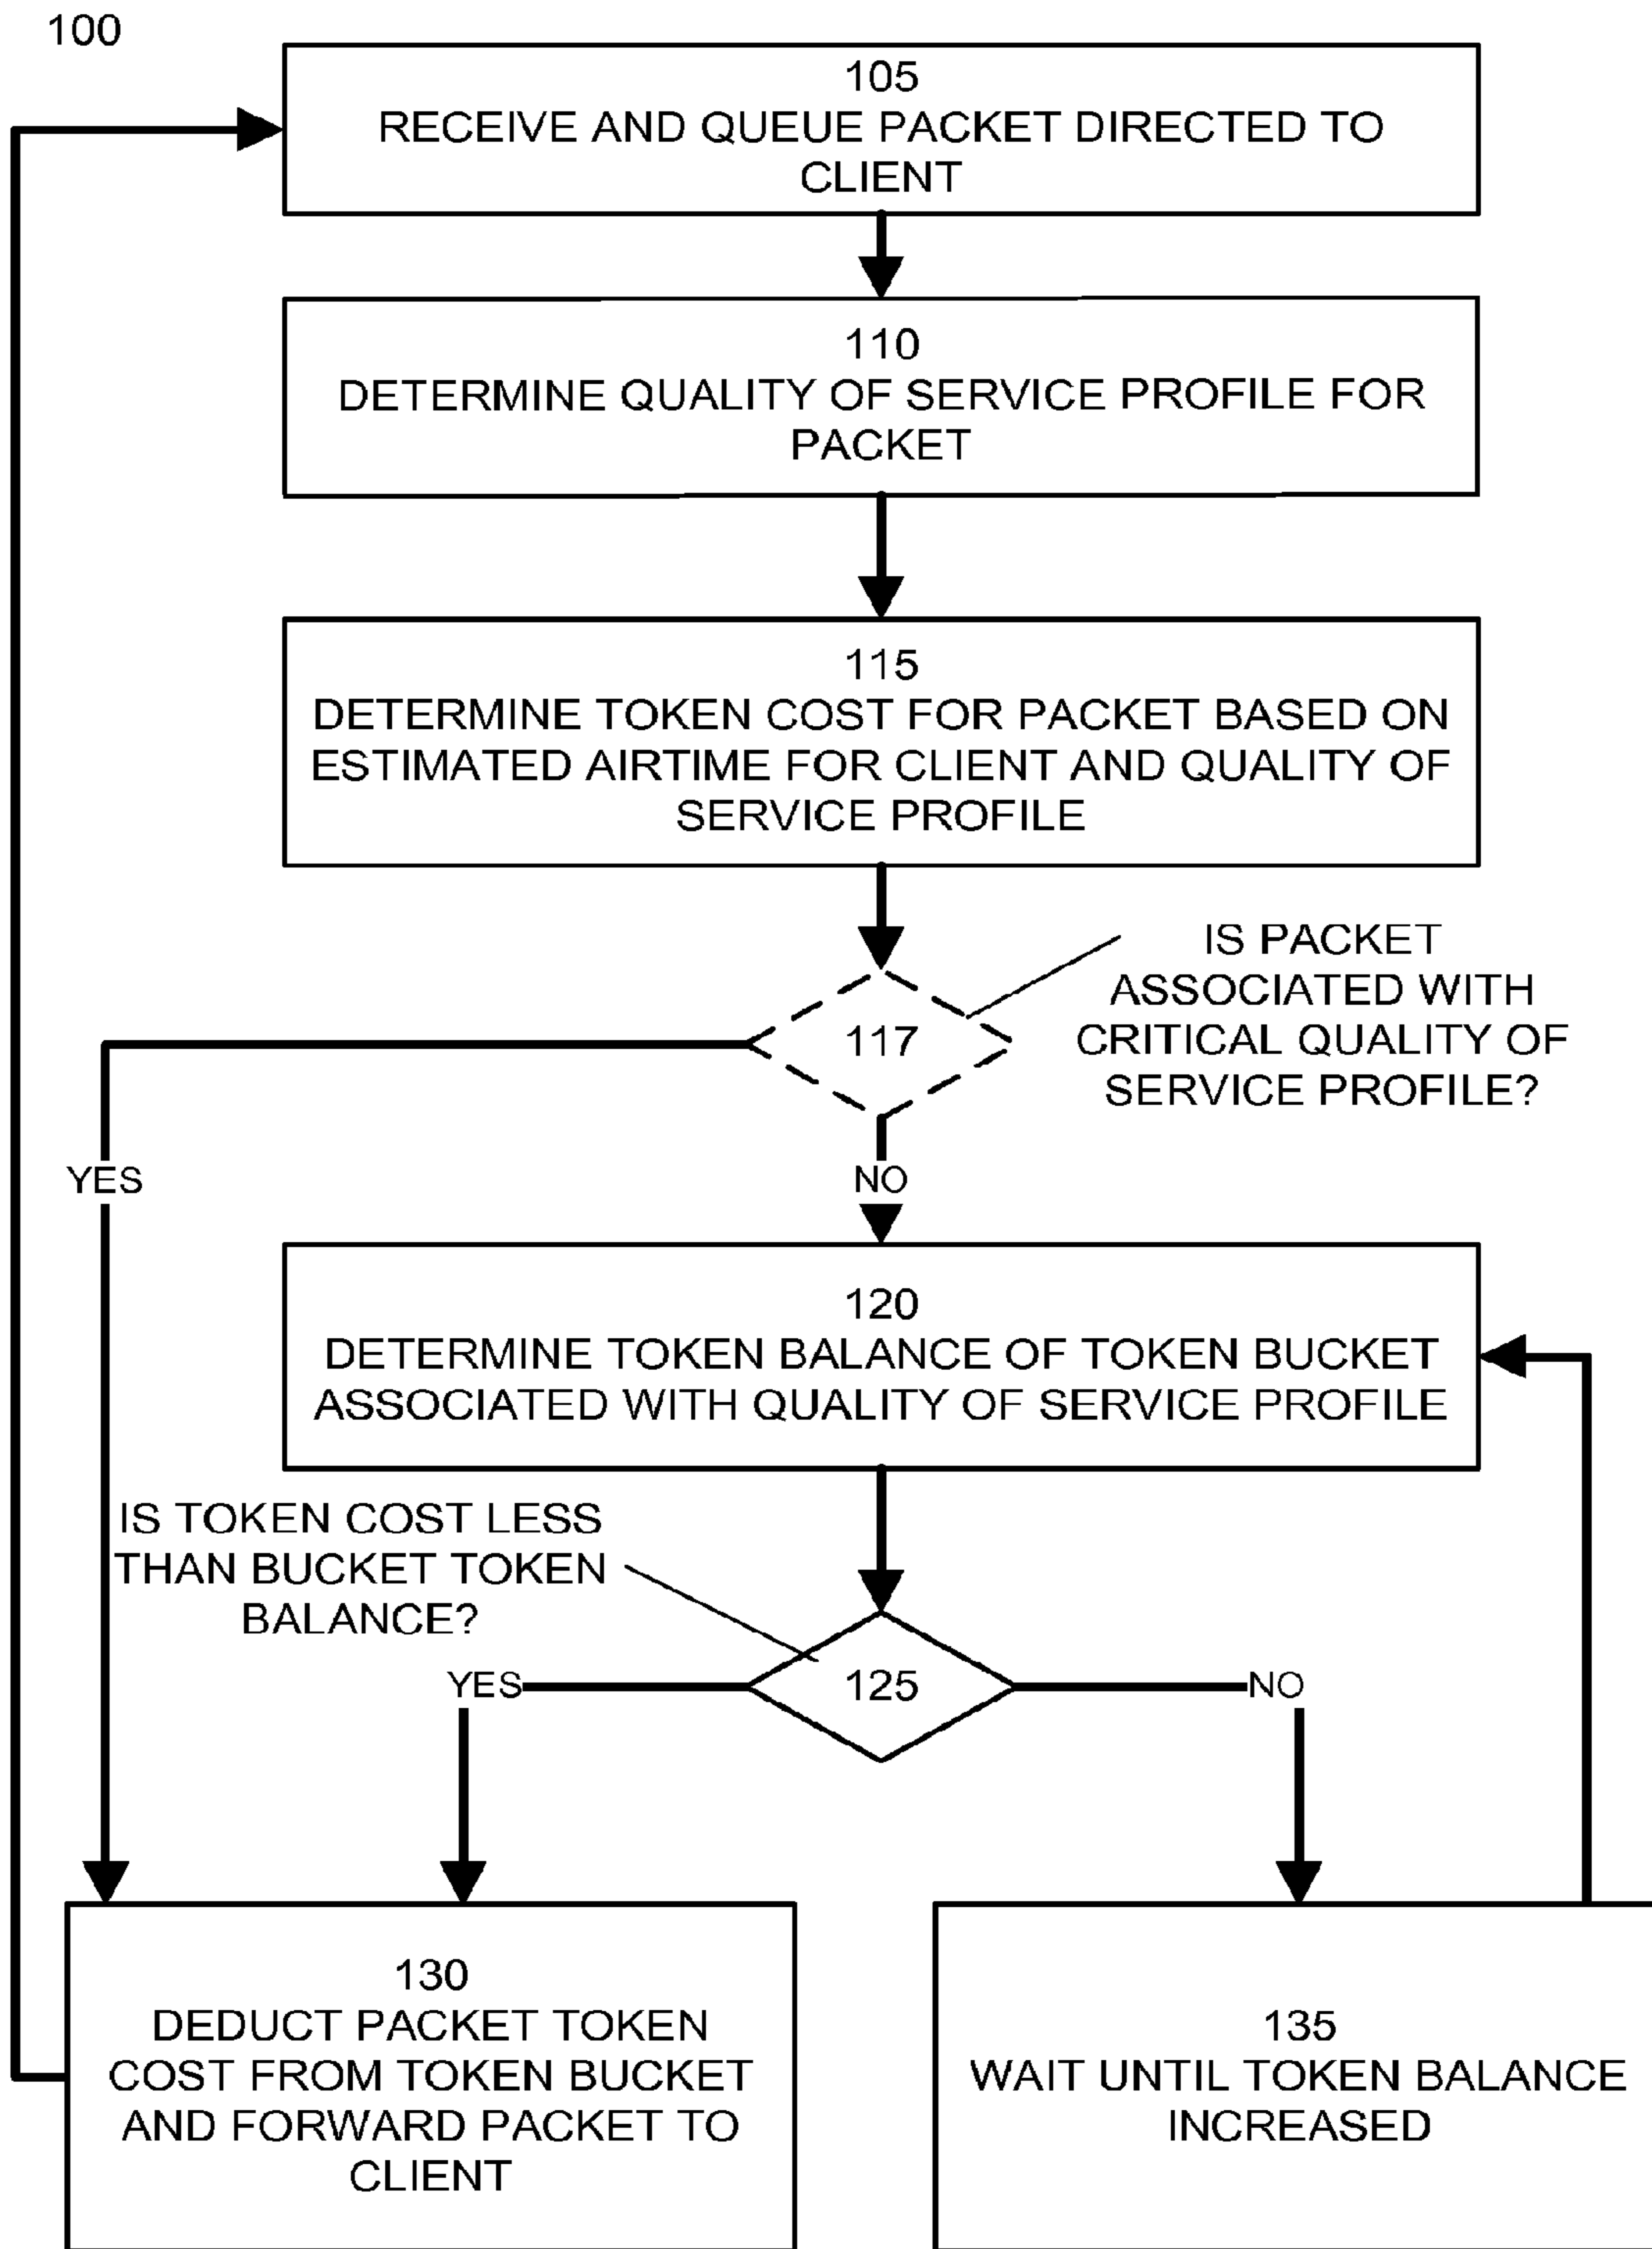 100
105
RECEIVE AND QUEUE PACKET DIRECTED TO
CLIENT
110
DETERMINE QUALITY OF SERVICE PROFILE FOR
PACKET
115
DETERMINE TOKEN COST FOR PACKET BASED ON
ESTIMATED AIRTIME FOR CLIENT AND QUALITY OF
SERVICE PROFILE
IS PACKET
ASSOCIATED WITH
CRITICAL QUALITY OF
SERVICE PROFILE?
117
YES
NO
120
DETERMINE TOKEN BALANCE OF TOKEN BUCKET
ASSOCIATED WITH QUALITY OF SERVICE PROFILE
IS TOKEN COST LESS
THAN BUCKET TOKEN
BALANCE?
YES
125
NO
130
DEDUCT PACKET TOKEN
COST FROM TOKEN BUCKET
AND FORWARD PACKET TO
CLIENT
135
WAIT UNTIL TOKEN BALANCE
INCREASED